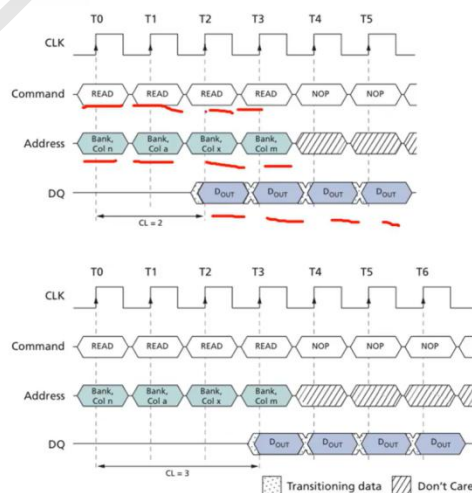 T0 T1 T2 T3 T4 T5
CLK
Command READ READ READ READ NOP NOP
Address Bank, Col n Bank, Col a Bank, Col x Bank, Col m
DQ DOUT DOUT DOUT DOUT
CL = 2
T0 T1 T2 T3 T4 T5 T6
CLK
Command READ READ READ READ NOP NOP NOP
Address Bank, Col n Bank, Col a Bank, Col x Bank, Col m
DQ DOUT DOUT DOUT DOUT
CL = 3
Transitioning data Don't Care